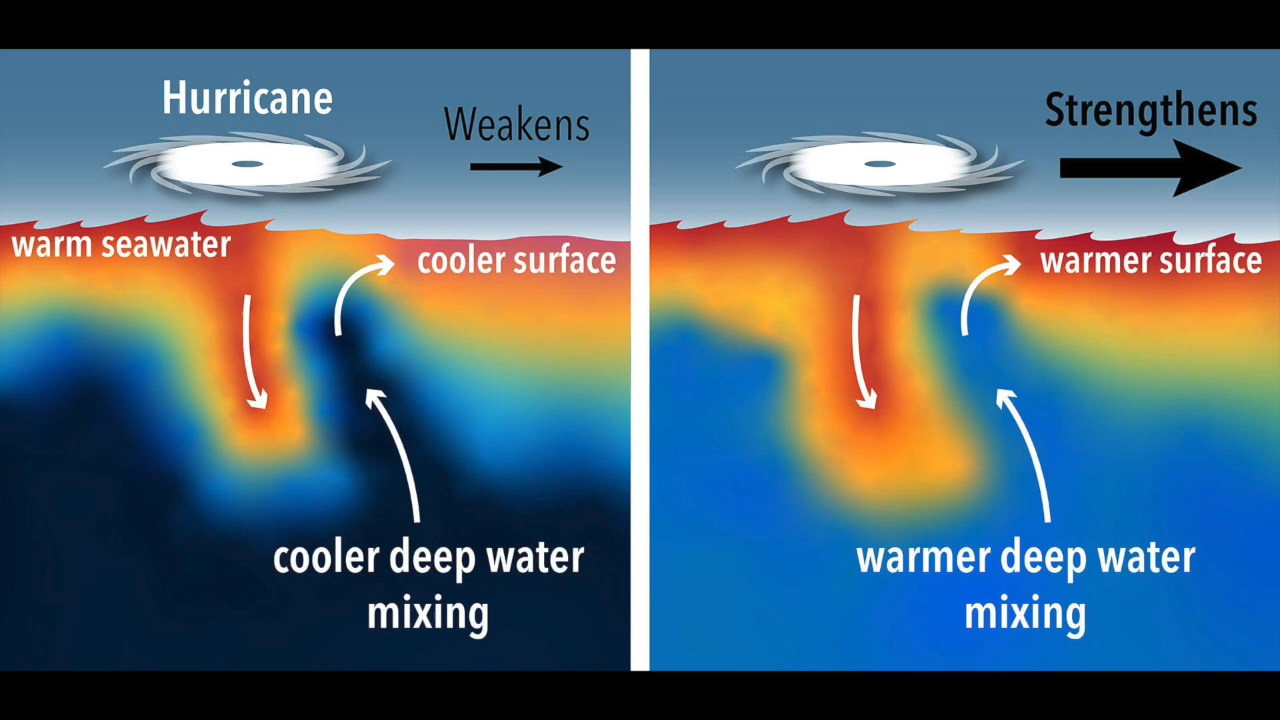 Hurricane
Weakens
warm seawater
cooler surface
cooler deep water
mixing
Strengthens
warmer surface
warmer deep water
mixing